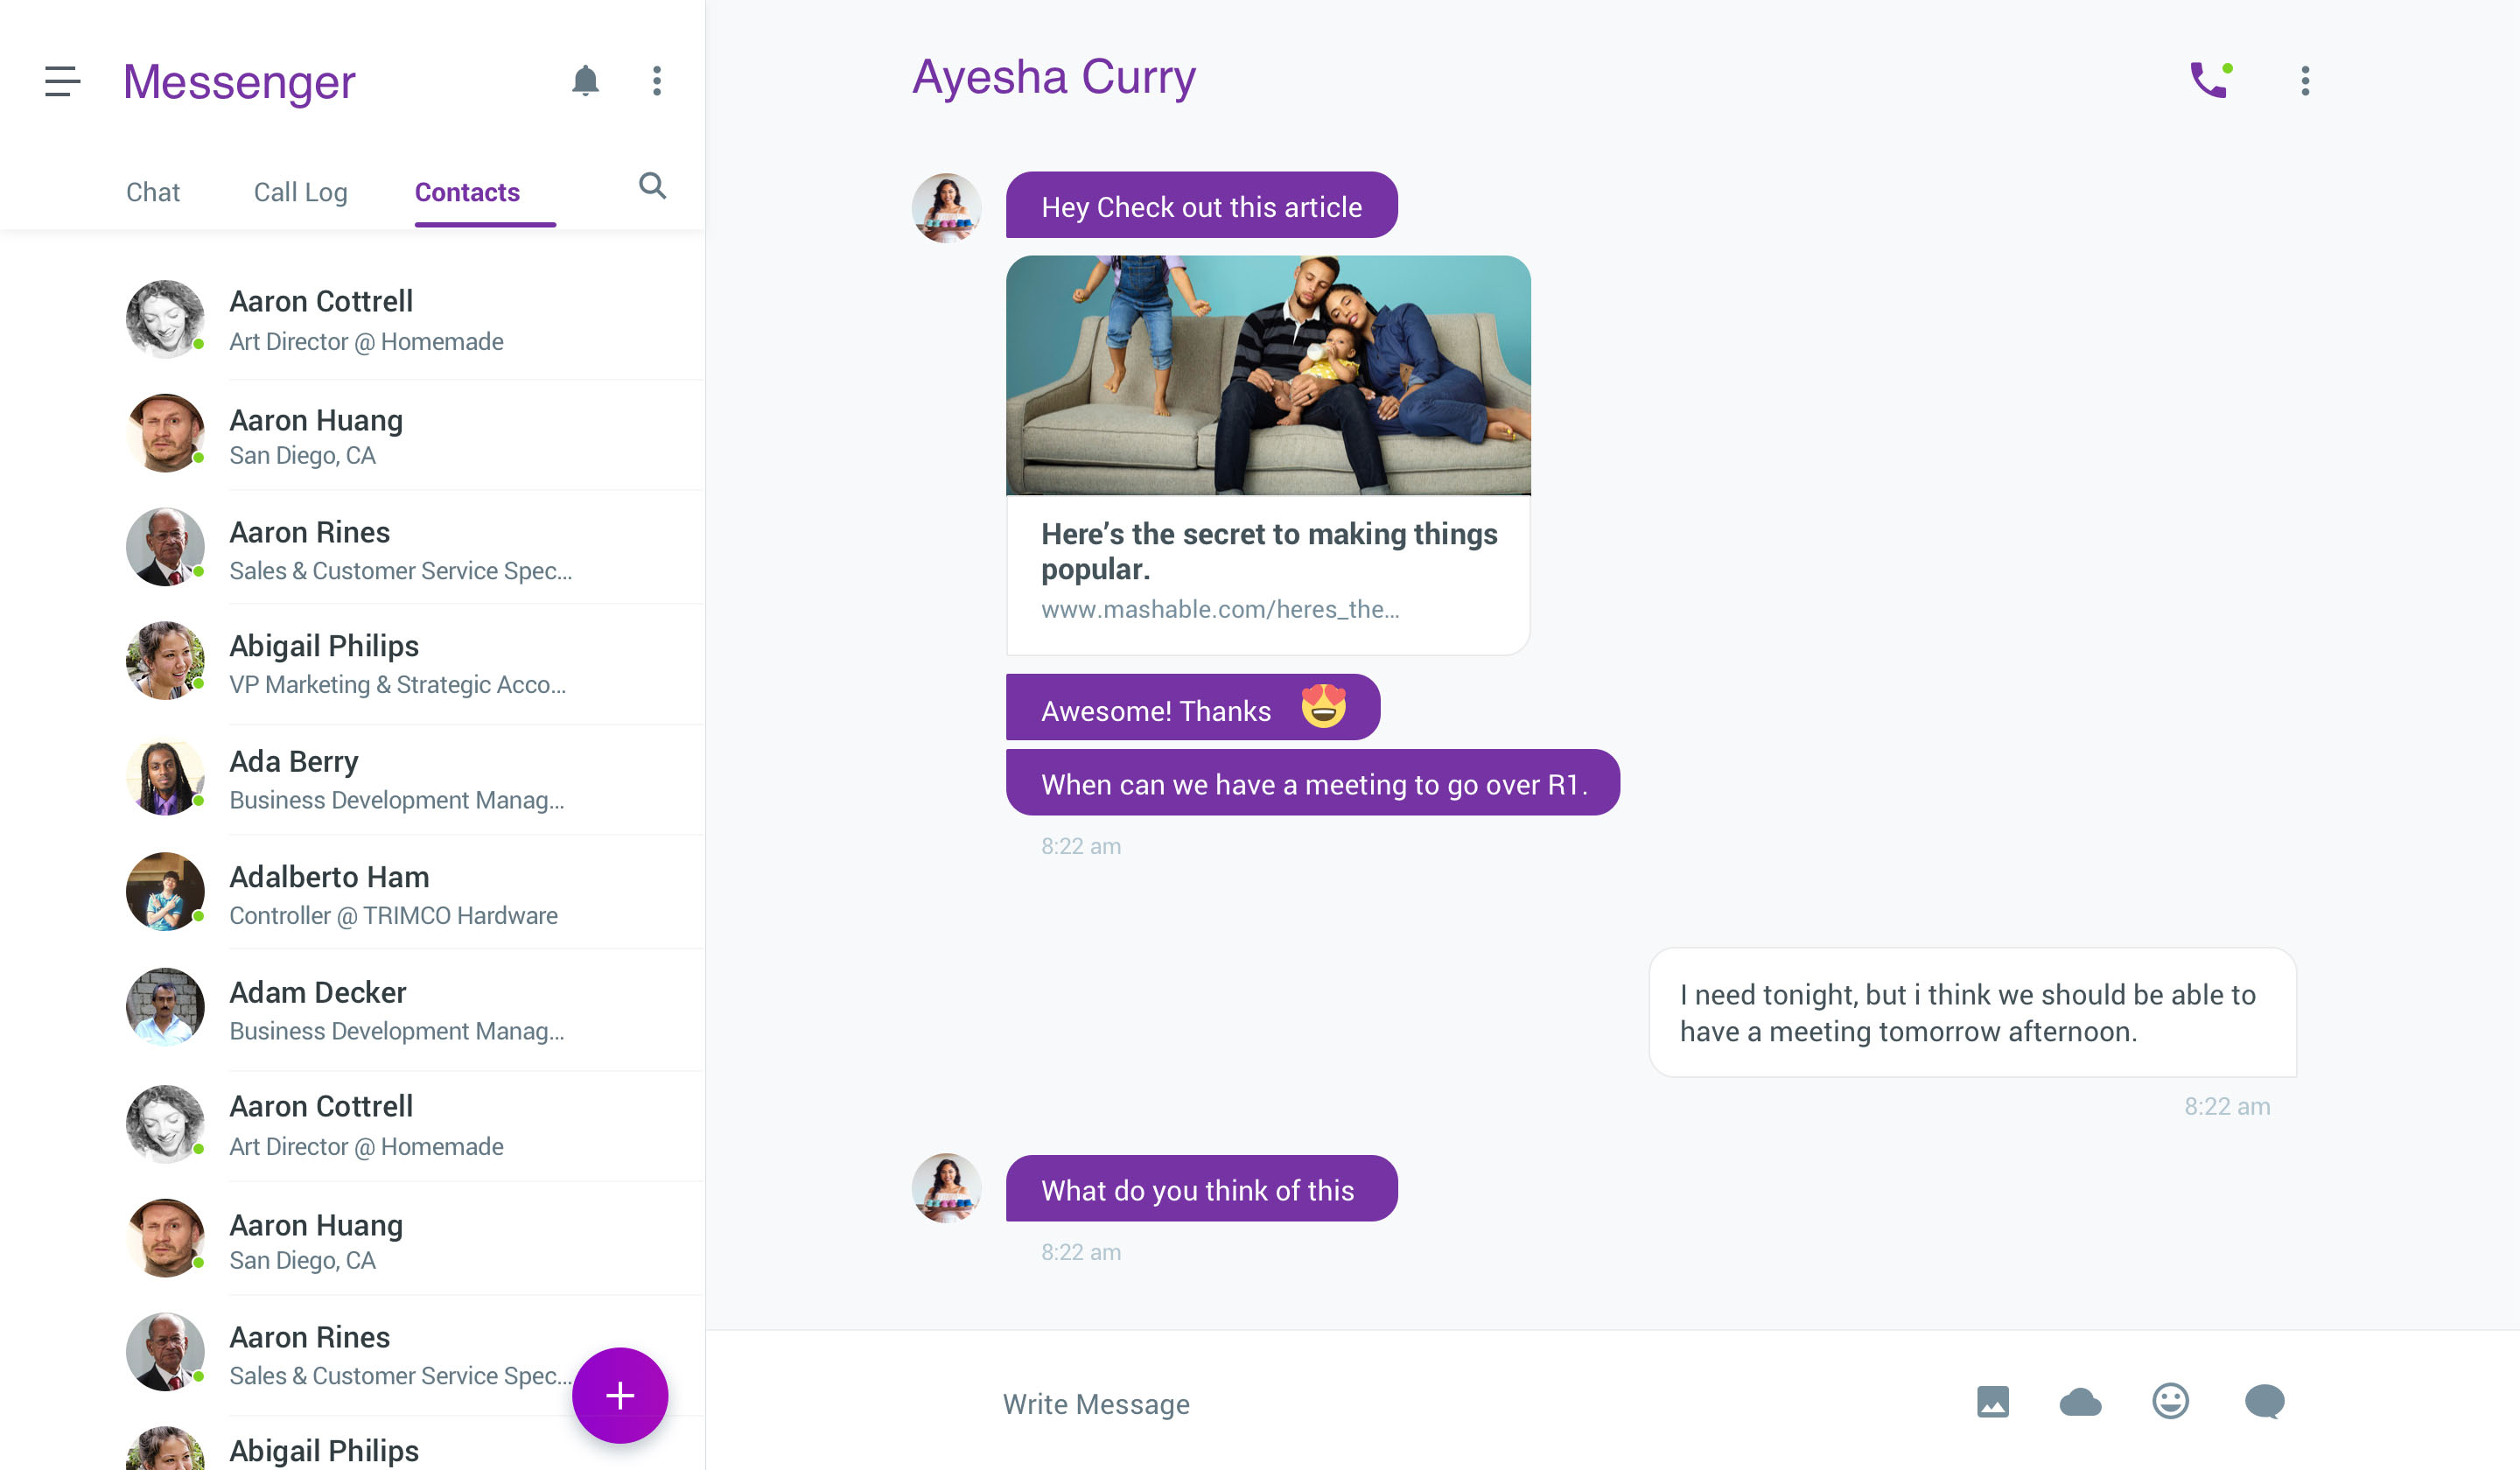 Messenger
Chat
Call Log
Contacts
Aaron Cottrell
Art Director @ Homemade
Aaron Huang
San Diego, CA
Aaron Rines
Sales & Customer Service Spec...
Abigail Philips
VP Marketing & Strategic Acco...
Ada Berry
Business Development Manag...
Adalberto Ham
Controller @ TRIMCO Hardware
Adam Decker
Business Development Manag...
Aaron Cottrell
Art Director @ Homemade
Aaron Huang
San Diego, CA
Aaron Rines
Sales & Customer Service Spec...
Abigail Philips
Ayesha Curry
Hey Check out this article
Here’s the secret to making things
popular.
www.mashable.com/heres_the...
Awesome! Thanks 😍
When can we have a meeting to go over R1.
8:22 am
I need tonight, but i think we should be able to
have a meeting tomorrow afternoon.
8:22 am
What do you think of this
8:22 am
Write Message